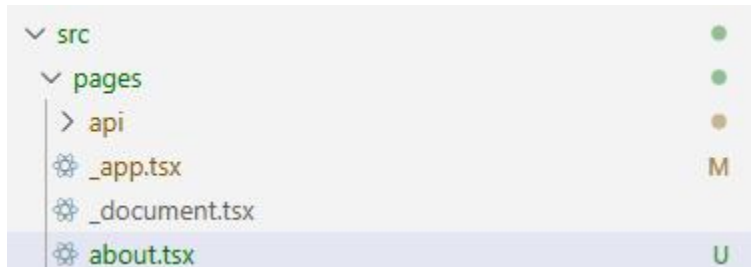 src
pages
api
_app.tsx M
_document.tsx
about.tsx U